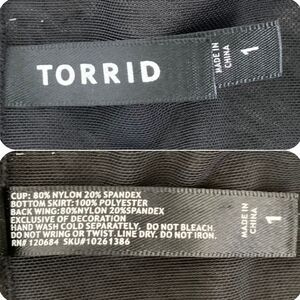 TORRID
MADE IN
CHINA
1
CUP: 80% NYLON 20% SPANDEX
BOTTOM SKIRT: 100% POLYESTER
BACK WING: 80%NYLON 20%SPANDEX
EXCLUSIVE OF DECORATION
HAND WASH COLD SEPARATELY. DO NOT BLEACH.
DO NOT WRING OR TWIST. LINE DRY. DO NOT IRON.
RN# 120684 SKU#10261386
MADE IN
CHINA
1